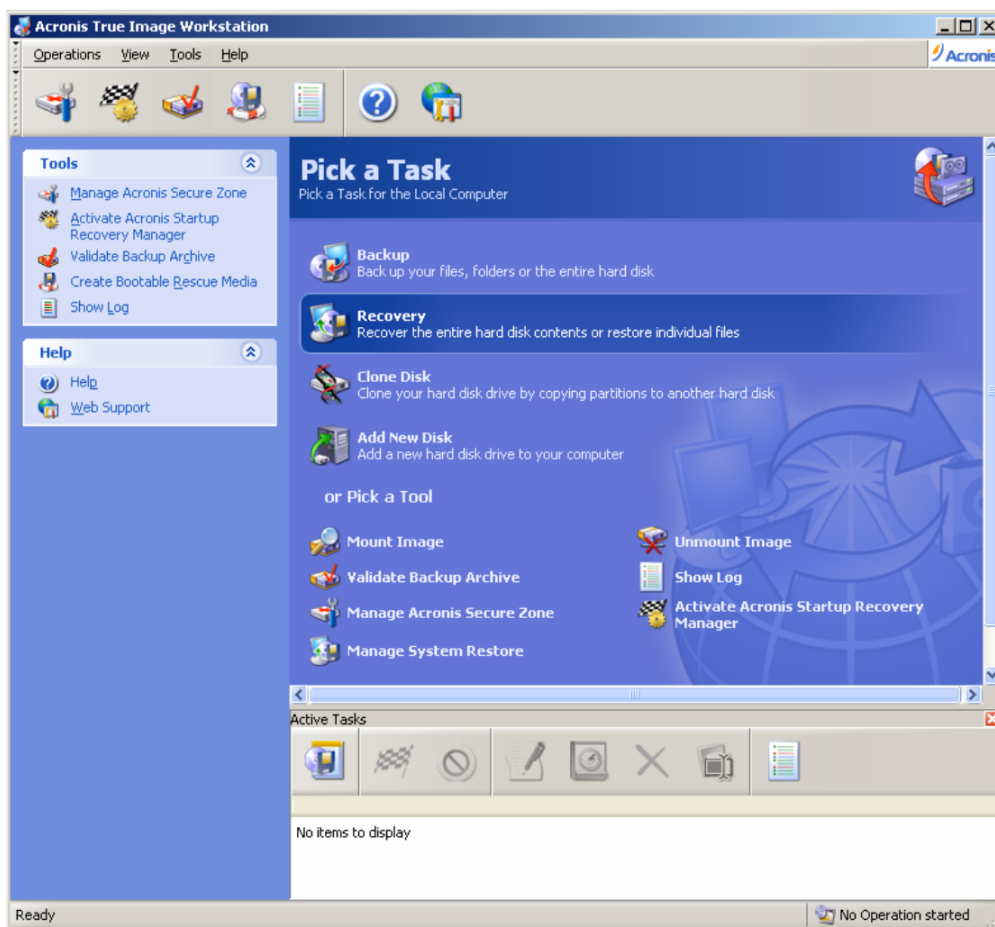 Acronis True Image Workstation
Operations View Tools Help
Acronis
Tools
Manage Acronis Secure Zone
Activate Acronis Startup
Recovery Manager
Validate Backup Archive
Create Bootable Rescue Media
Show Log
Help
Help
Web Support
Pick a Task
Pick a Task for the Local Computer
Backup
Back up your files, folders or the entire hard disk
Recovery
Recover the entire hard disk contents or restore individual files
Clone Disk
Clone your hard disk drive by copying partitions to another hard disk
Add New Disk
Add a new hard disk drive to your computer
or Pick a Tool
Mount Image
Unmount Image
Validate Backup Archive
Show Log
Manage Acronis Secure Zone
Activate Acronis Startup Recovery
Manager
Manage System Restore
Active Tasks
No items to display
Ready
No Operation started